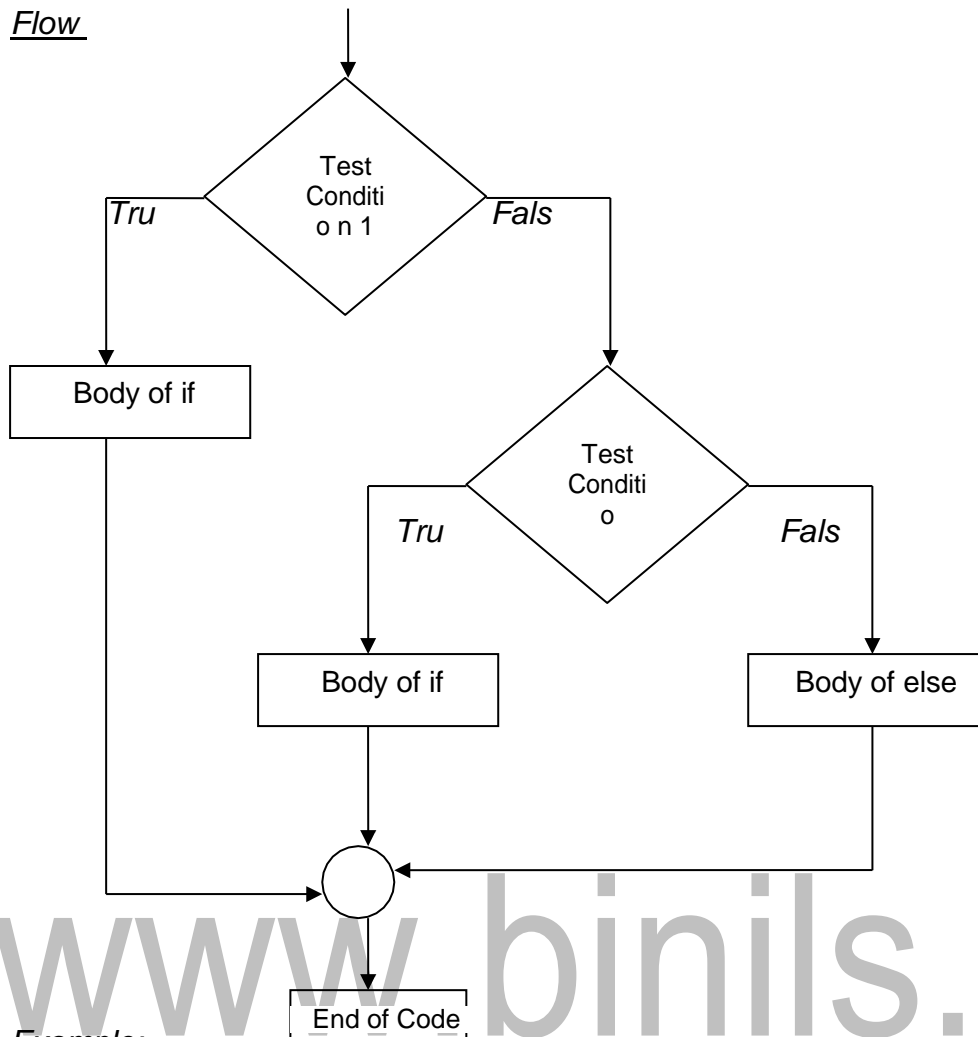 Flow
Test
Conditi
o n 1
Tru
Fals
Body of if
Test
Conditi
o
Tru
Fals
Body of if
Body of else
www.binils.
End of Code
Example: